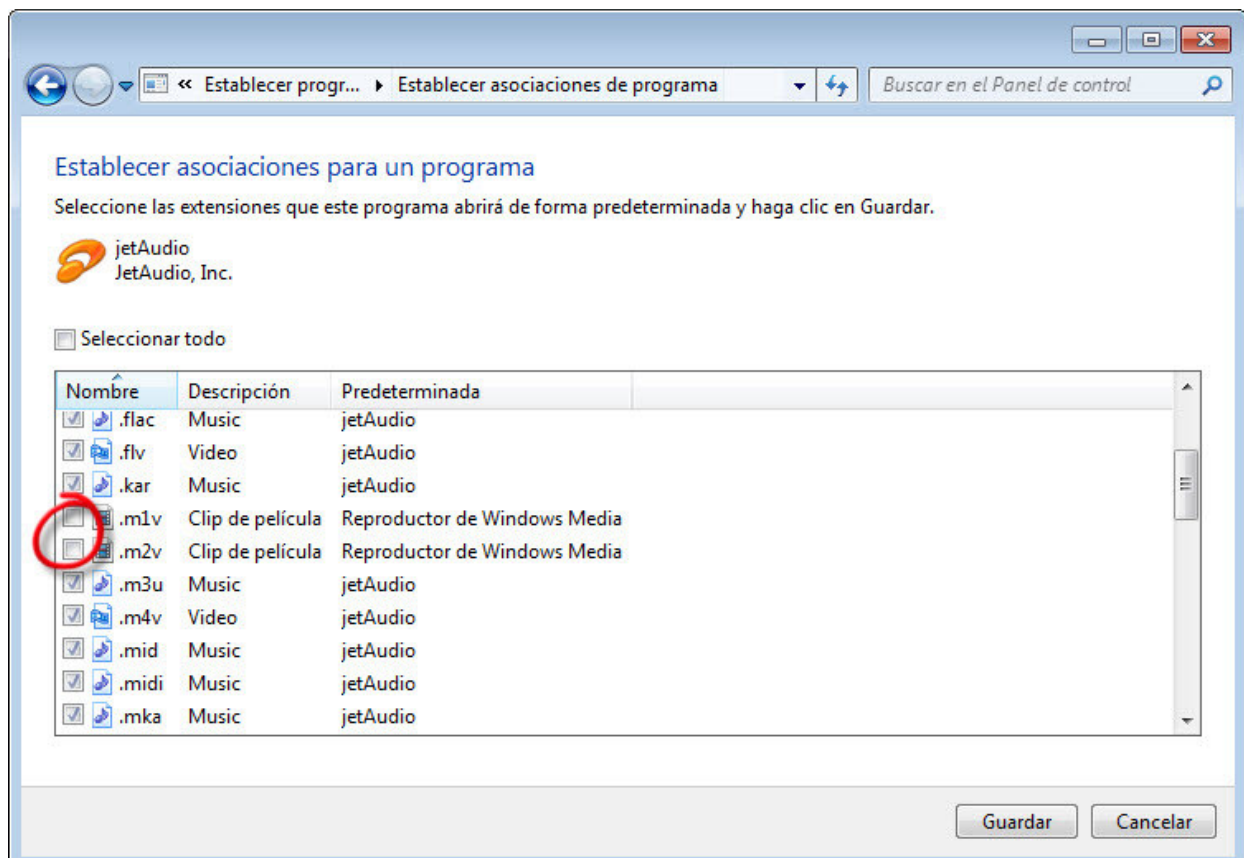 « Establecer progr... ▸ Establecer asociaciones de programa
Buscar en el Panel de control
Establecer asociaciones para un programa
Seleccione las extensiones que este programa abrirá de forma predeterminada y haga clic en Guardar.
jetAudio
JetAudio, Inc.
Seleccionar todo
Nombre Descripción Predeterminada
.flac Music jetAudio
.flv Video jetAudio
.kar Music jetAudio
.m1v Clip de película Reproductor de Windows Media
.m2v Clip de película Reproductor de Windows Media
.m3u Music jetAudio
.m4v Video jetAudio
.mid Music jetAudio
.midi Music jetAudio
.mka Music jetAudio
Guardar Cancelar